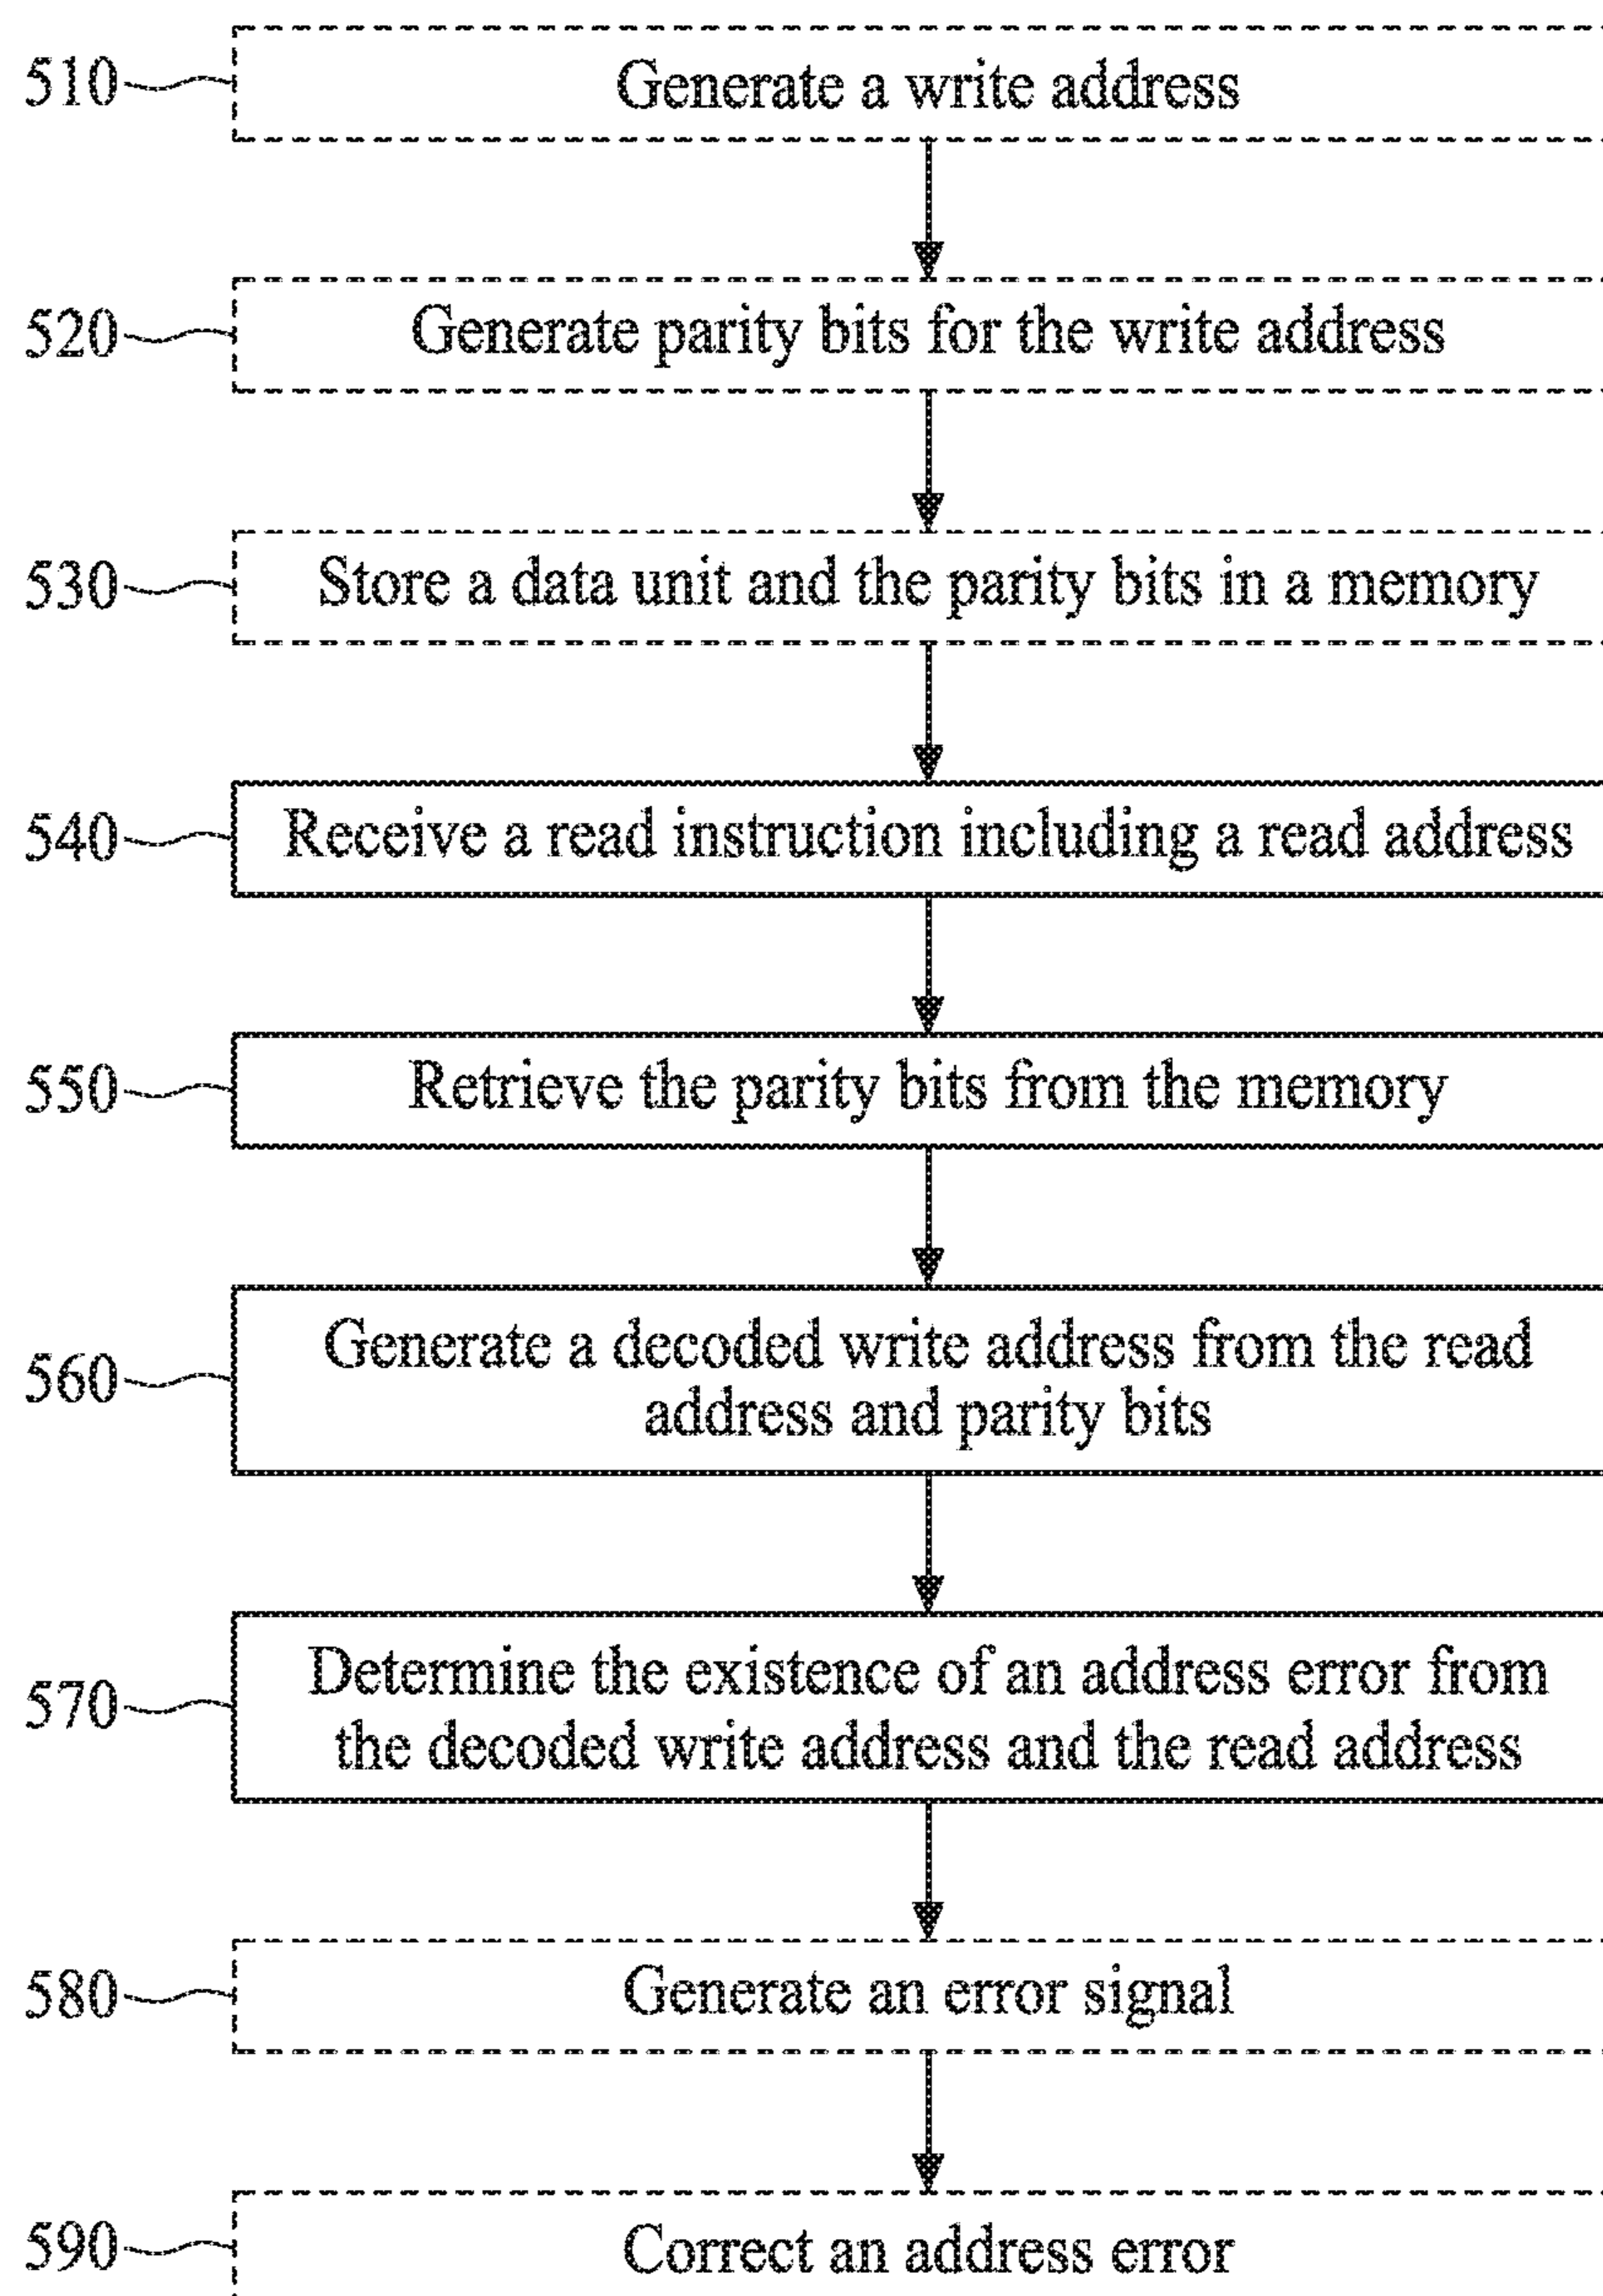 510 Generate a write address
520 Generate parity bits for the write address
530 Store a data unit and the parity bits in a memory
540 Receive a read instruction including a read address
550 Retrieve the parity bits from the memory
560 Generate a decoded write address from the read
address and parity bits
570 Determine the existence of an address error from
the decoded write address and the read address
580 Generate an error signal
590 Correct an address error